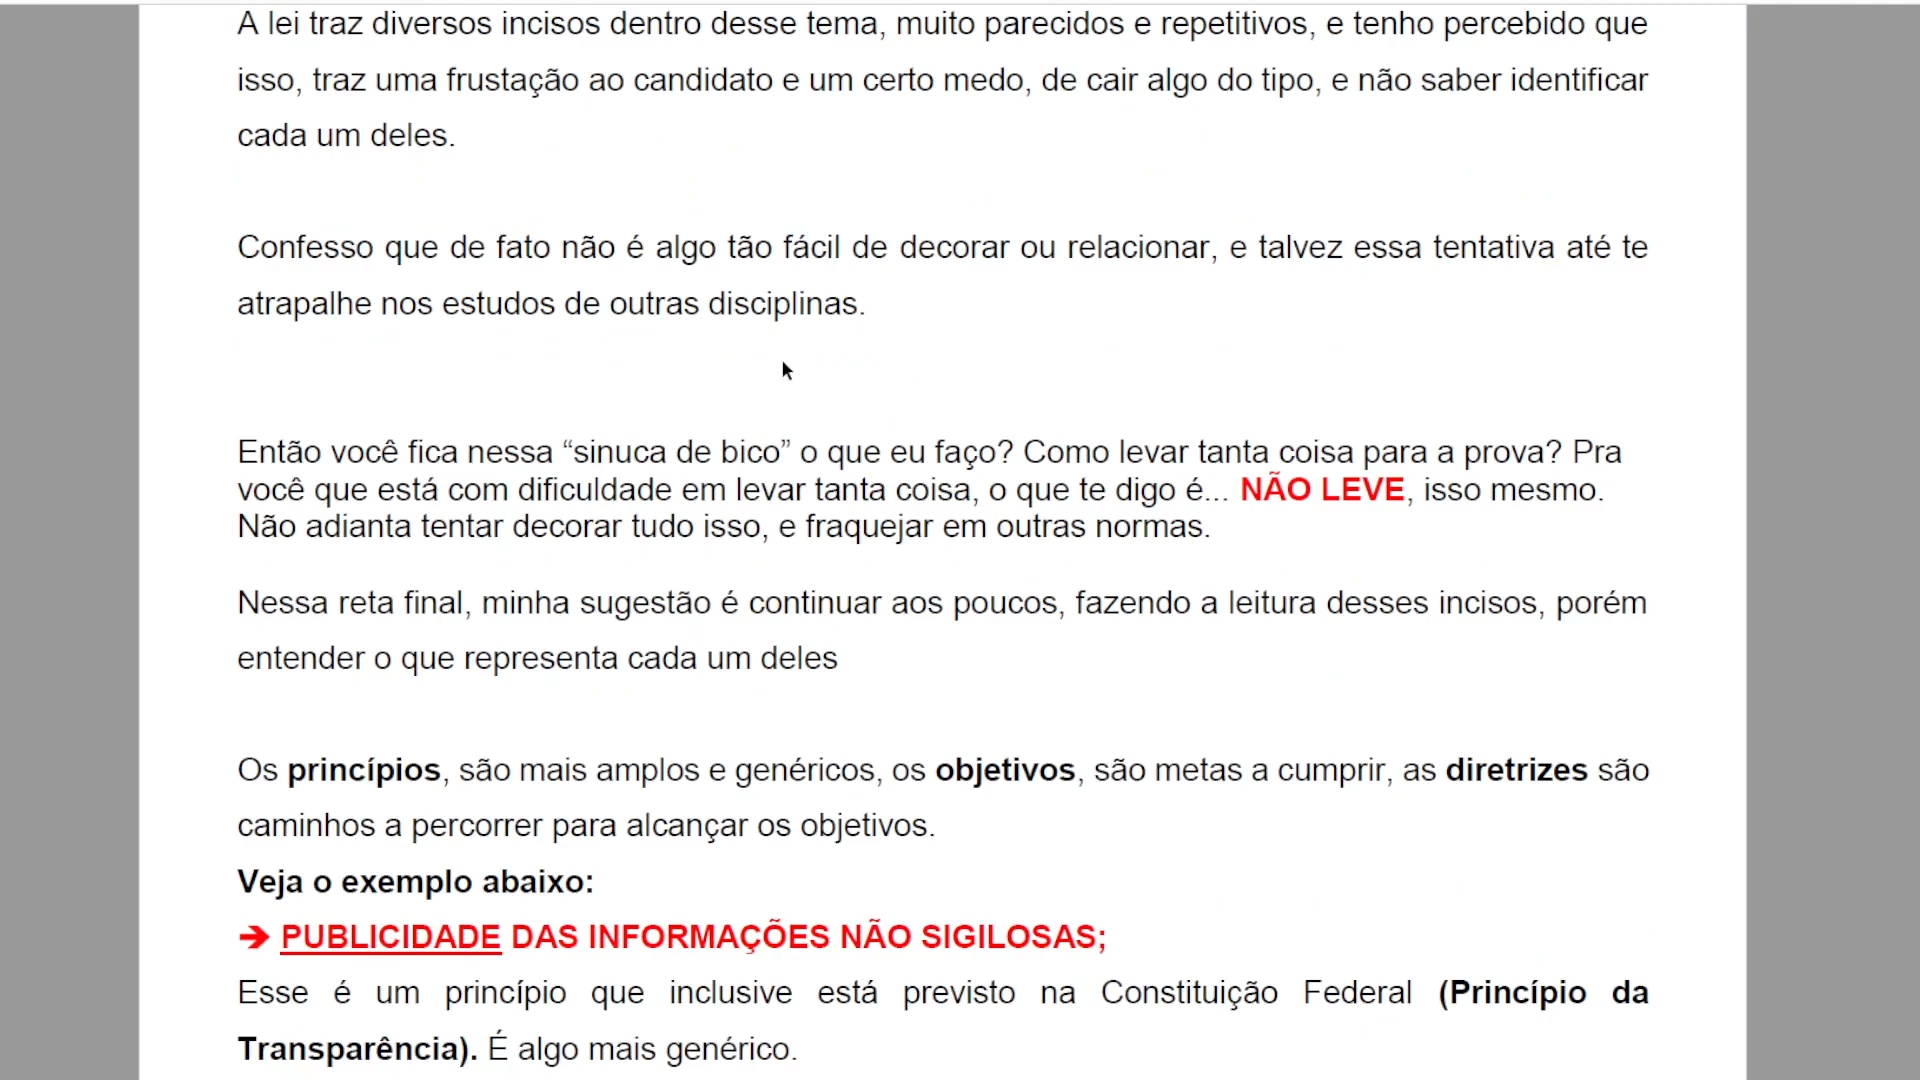 A lei traz diversos incisos dentro desse tema, muito parecidos e repetitivos, e tenho percebido que
isso, traz uma frustação ao candidato e um certo medo, de cair algo do tipo, e não saber identificar
cada um deles.
Confesso que de fato não é algo tão fácil de decorar ou relacionar, e talvez essa tentativa até te
atrapalhe nos estudos de outras disciplinas.
Então você fica nessa “sinuca de bico” o que eu faço? Como levar tanta coisa para a prova? Pra
você que está com dificuldade em levar tanta coisa, o que te digo é... NÃO LEVE, isso mesmo.
Não adianta tentar decorar tudo isso, e fraquejar em outras normas.
Nessa reta final, minha sugestão é continuar aos poucos, fazendo a leitura desses incisos, porém
entender o que representa cada um deles
Os princípios, são mais amplos e genéricos, os objetivos, são metas a cumprir, as diretrizes são
caminhos a percorrer para alcançar os objetivos.
Veja o exemplo abaixo:
➔ PUBLICIDADE DAS INFORMAÇÕES NÃO SIGILOSAS;
Esse é um princípio que inclusive está previsto na Constituição Federal (Princípio da
Transparência). É algo mais genérico.